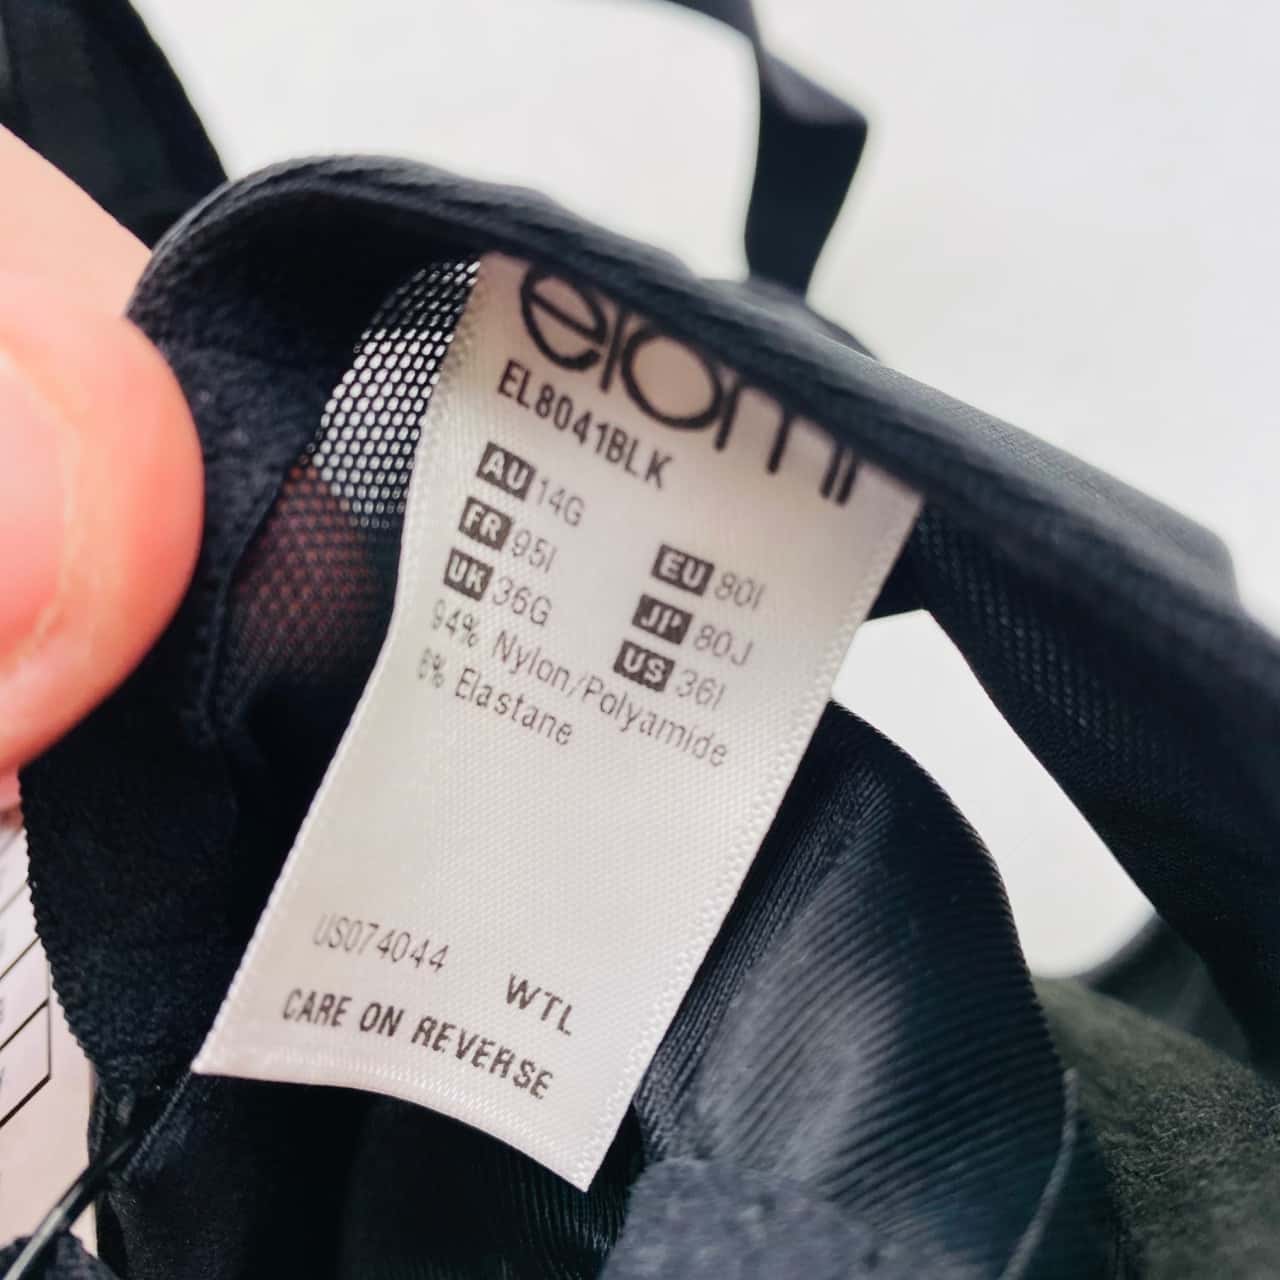 elomi
EL8041BLK
AU 14G
FR 95I EU 80I
UK 36G JP 80J
94% Nylon/Polyamide US 36I
6% Elastane
US074044 WTL
CARE ON REVERSE